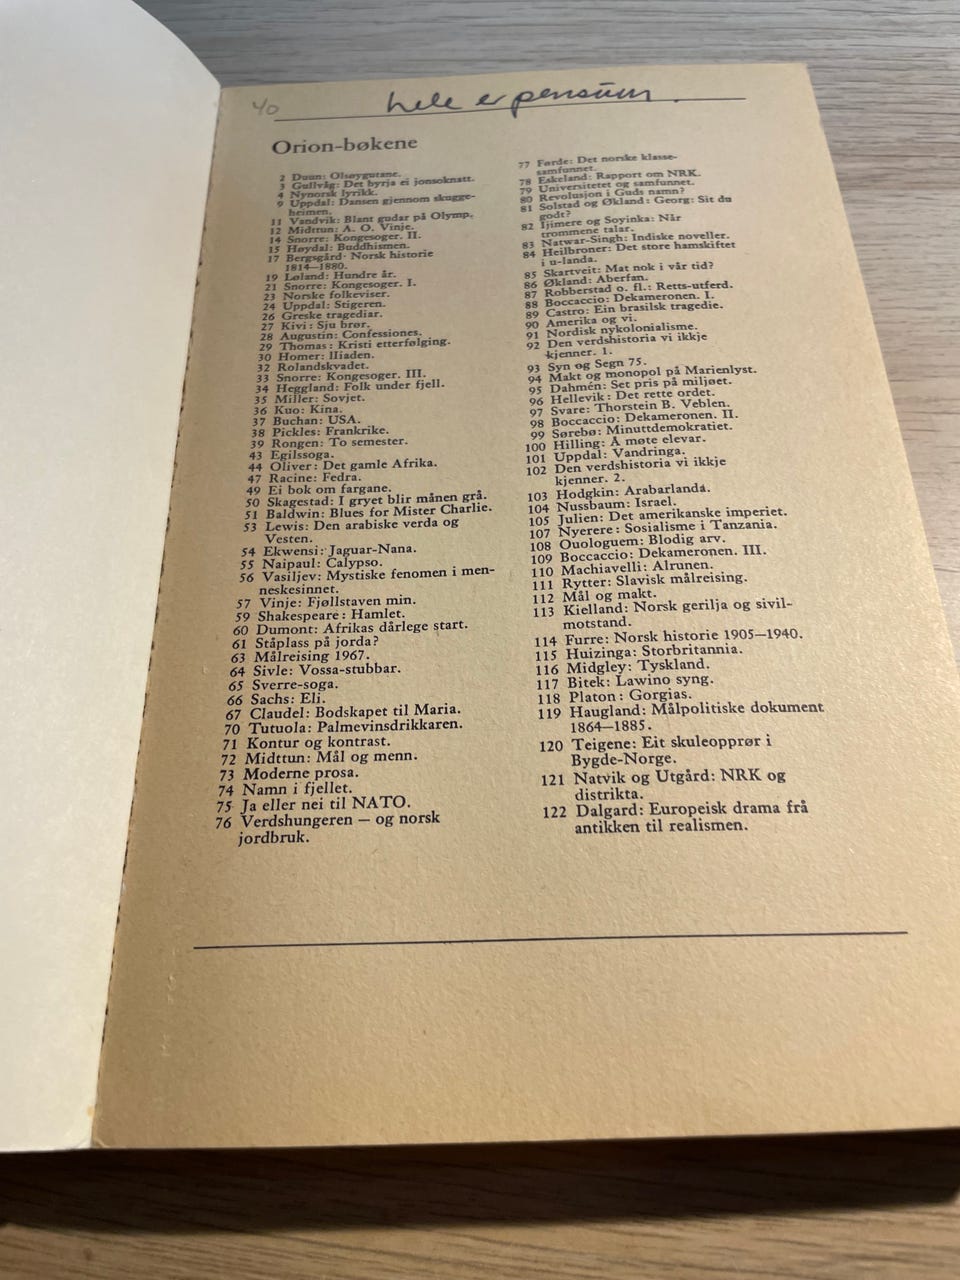 40
hele er pensum.
Orion-bøkene
2 Duun: Olsøygutane.
3 Gullvåg: Det byrja ei jonsoknatt.
4 Nynorsk lyrikk.
9 Uppdal: Dansen gjennom skugge-
heimen.
11 Vandvik: Blant gudar på Olymp.
12 Midttun: A. O. Vinje.
14 Snorre: Kongesoger. II.
15 Høydal: Buddhismen.
17 Bergsgård: Norsk historie
1814—1880.
19 Løland: Hundre år.
21 Snorre: Kongesoger. I.
23 Norske folkeviser.
24 Uppdal: Stigeren.
26 Greske tragediar.
27 Kivi: Sju brør.
28 Augustin: Confessiones.
29 Thomas: Kristi etterfølging.
30 Homer: Iliaden.
32 Rolandskvadet.
33 Snorre: Kongesoger. III.
34 Heggland: Folk under fjell.
35 Miller: Sovjet.
36 Kuo: Kina.
37 Buchan: USA.
38 Pickles: Frankrike.
39 Rongen: To semester.
43 Egilssoga.
44 Oliver: Det gamle Afrika.
47 Racine: Fedra.
49 Ei bok om fargane.
50 Skagestad: I gryet blir månen grå.
51 Baldwin: Blues for Mister Charlie.
53 Lewis: Den arabiske verda og
Vesten.
54 Ekwensi: Jaguar-Nana.
55 Naipaul: Calypso.
56 Vasiljev: Mystiske fenomen i men-
neskesinnet.
57 Vinje: Fjøllstaven min.
59 Shakespeare: Hamlet.
60 Dumont: Afrikas dårlege start.
61 Ståplass på jorda?
63 Målreising 1967.
64 Sivle: Vossa-stubbar.
65 Sverre-soga.
66 Sachs: Eli.
67 Claudel: Bodskapet til Maria.
70 Tutuola: Palmevinsdrikkaren.
71 Kontur og kontrast.
72 Midttun: Mål og menn.
73 Moderne prosa.
74 Namn i fjellet.
75 Ja eller nei til NATO.
76 Verdshungeren — og norsk
jordbruk.
77 Førde: Det norske klasse-
samfunnet.
78 Eskeland: Rapport om NRK.
79 Universitetet og samfunnet.
80 Revolusjon i Guds namn?
81 Solstad og Økland: Georg: Sit du
godt?
82 Ijimere og Soyinka: Når
trommene talar.
83 Natwar-Singh: Indiske noveller.
84 Heilbroner: Det store hamskiftet
i u-landa.
85 Skartveit: Mat nok i vår tid?
86 Økland: Aberfan.
87 Robberstad o. fl.: Retts-utferd.
88 Boccaccio: Dekameronen. I.
89 Castro: Ein brasilsk tragedie.
90 Amerika og vi.
91 Nordisk nykolonialisme.
92 Den verdshistoria vi ikkje
kjenner. 1.
93 Syn og Segn 75.
94 Makt og monopol på Marienlyst.
95 Dahmén: Set pris på miljøet.
96 Hellevik: Det rette ordet.
97 Svare: Thorstein B. Veblen.
98 Boccaccio: Dekameronen. II.
99 Sørebø: Minuttdemokratiet.
100 Hilling: Å møte elevar.
101 Uppdal: Vandringa.
102 Den verdshistoria vi ikkje
kjenner. 2.
103 Hodgkin: Arabarlanda.
104 Nussbaum: Israel.
105 Julien: Det amerikanske imperiet.
107 Nyerere: Sosialisme i Tanzania.
108 Ouologuem: Blodig arv.
109 Boccaccio: Dekameronen. III.
110 Machiavelli: Alrunen.
111 Rytter: Slavisk målreising.
112 Mål og makt.
113 Kielland: Norsk gerilja og sivil-
motstand.
114 Furre: Norsk historie 1905—1940.
115 Huizinga: Storbritannia.
116 Midgley: Tyskland.
117 Bitek: Lawino syng.
118 Platon: Gorgias.
119 Haugland: Målpolitiske dokument
1864—1885.
120 Teigene: Eit skuleopprør i
Bygde-Norge.
121 Natvik og Utgård: NRK og
distrikta.
122 Dalgard: Europeisk drama frå
antikken til realismen.